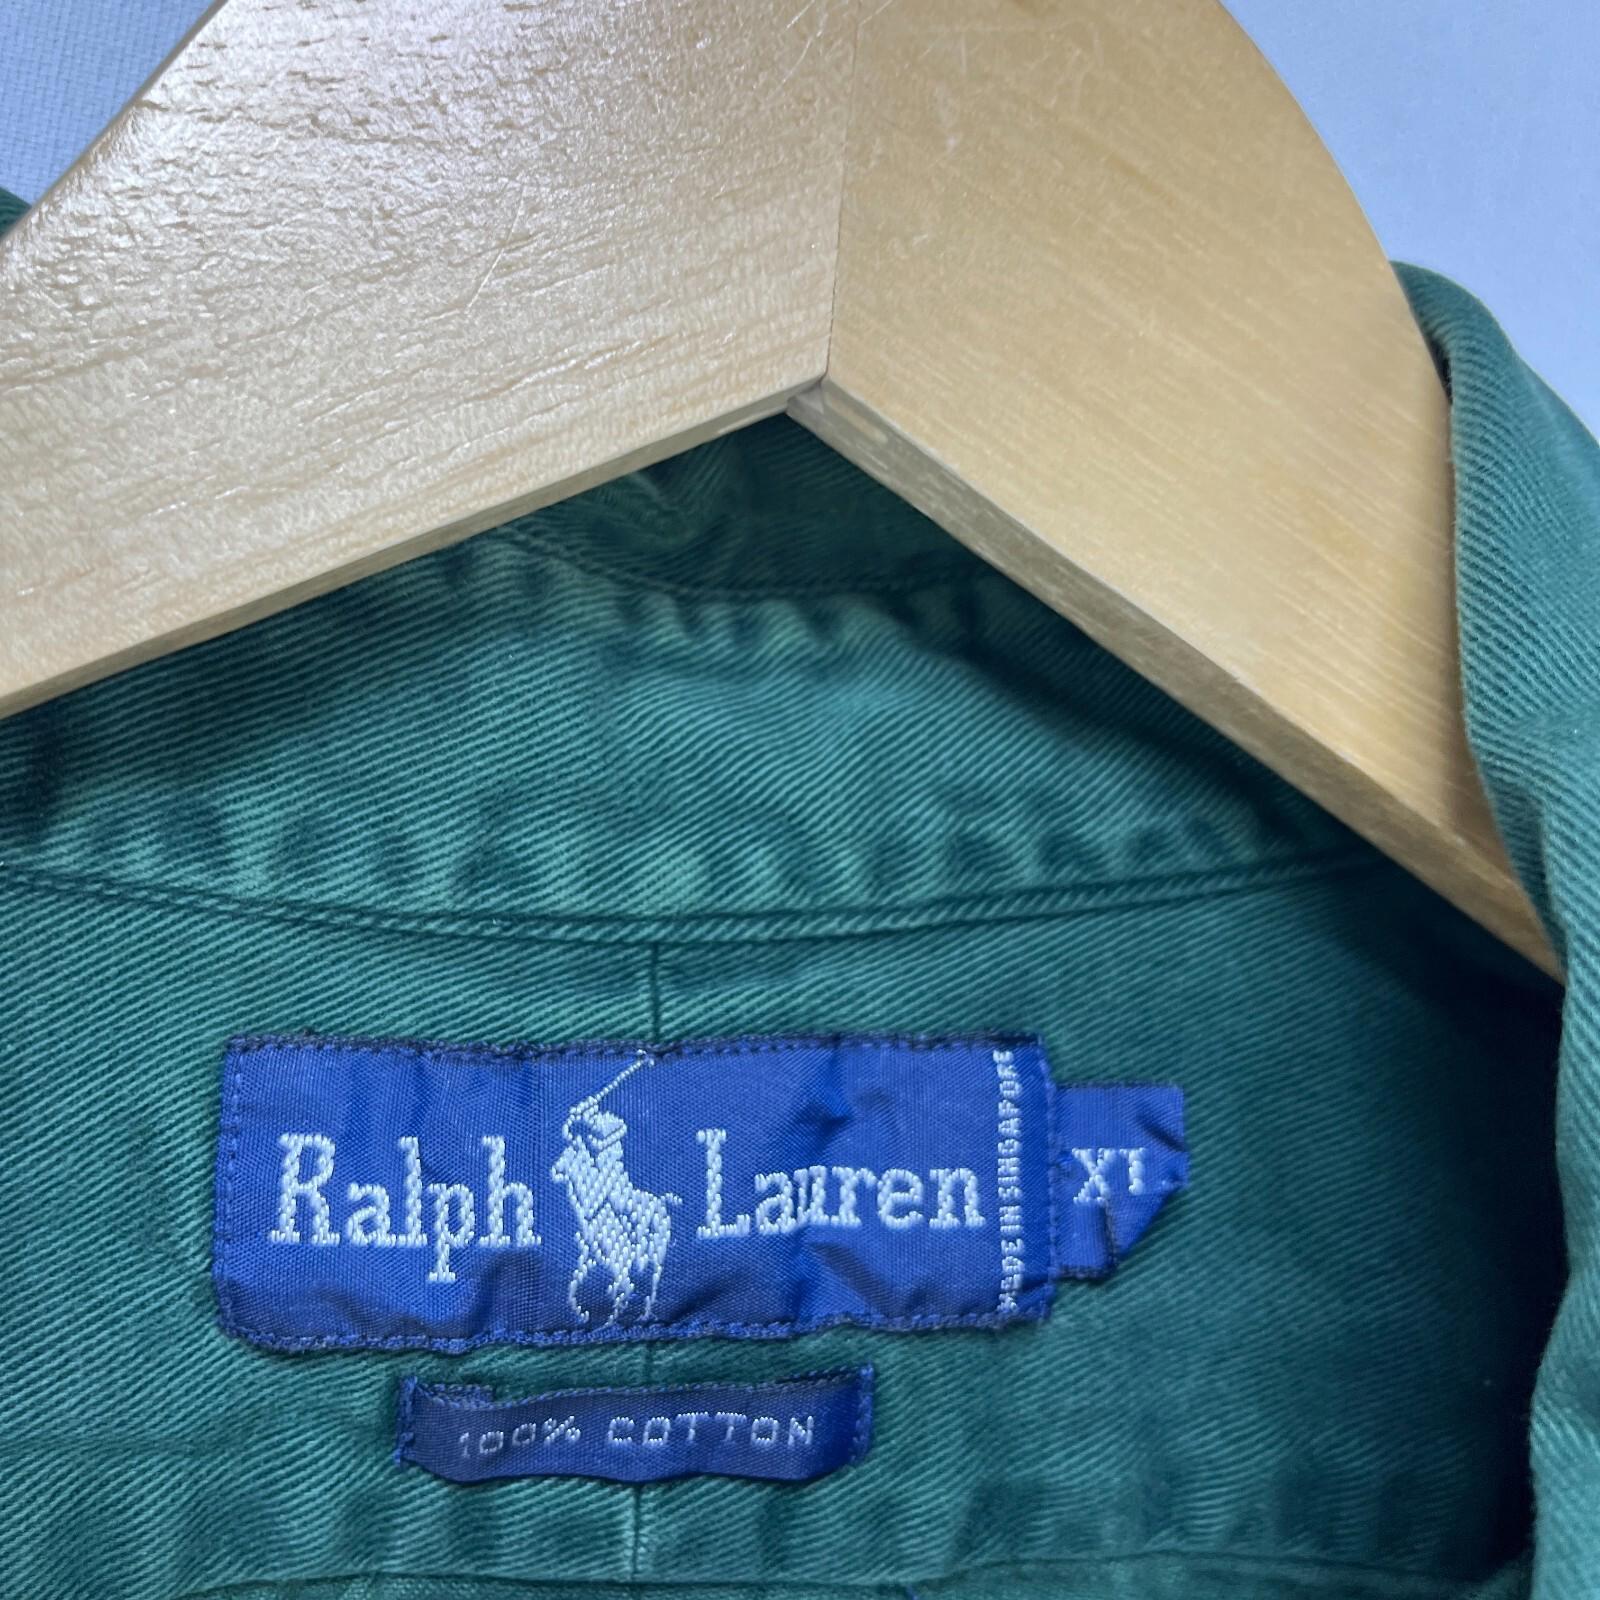 Ralph Lauren
MADE IN SINGAPORE
XL
100% COTTON